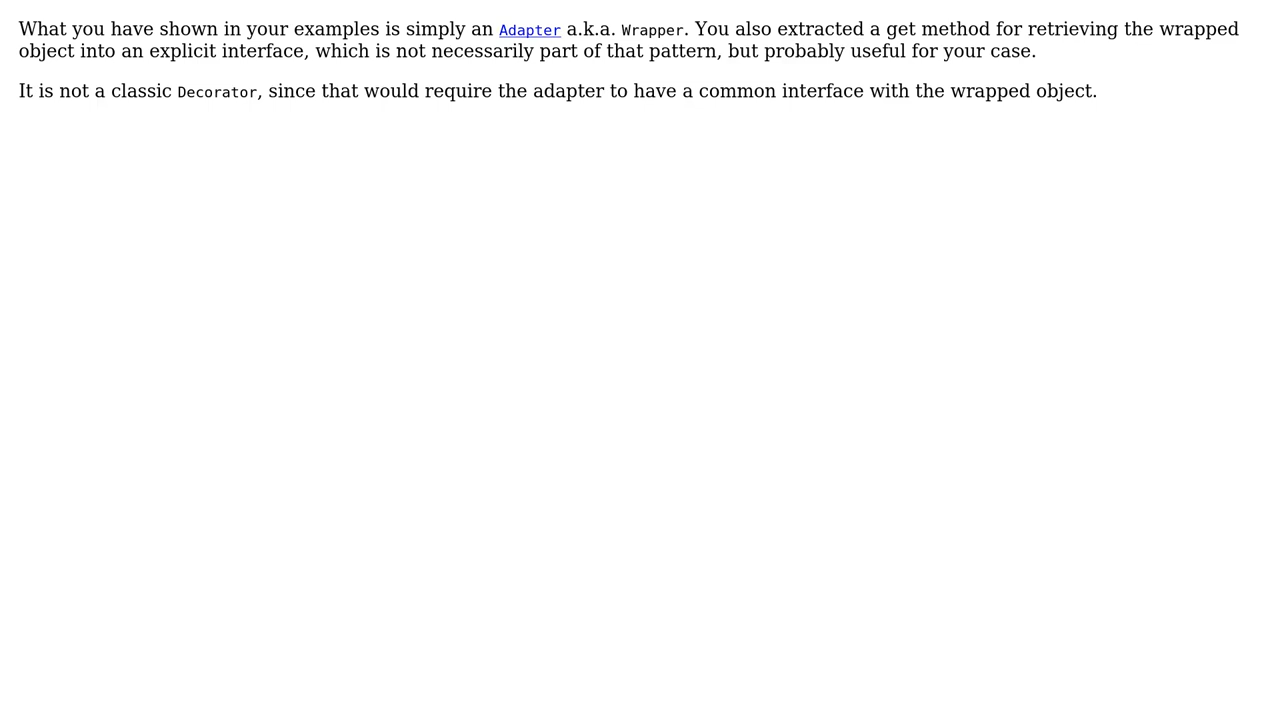 What you have shown in your examples is simply an Adapter a.k.a. Wrapper. You also extracted a get method for retrieving the wrapped
object into an explicit interface, which is not necessarily part of that pattern, but probably useful for your case.
It is not a classic Decorator, since that would require the adapter to have a common interface with the wrapped object.